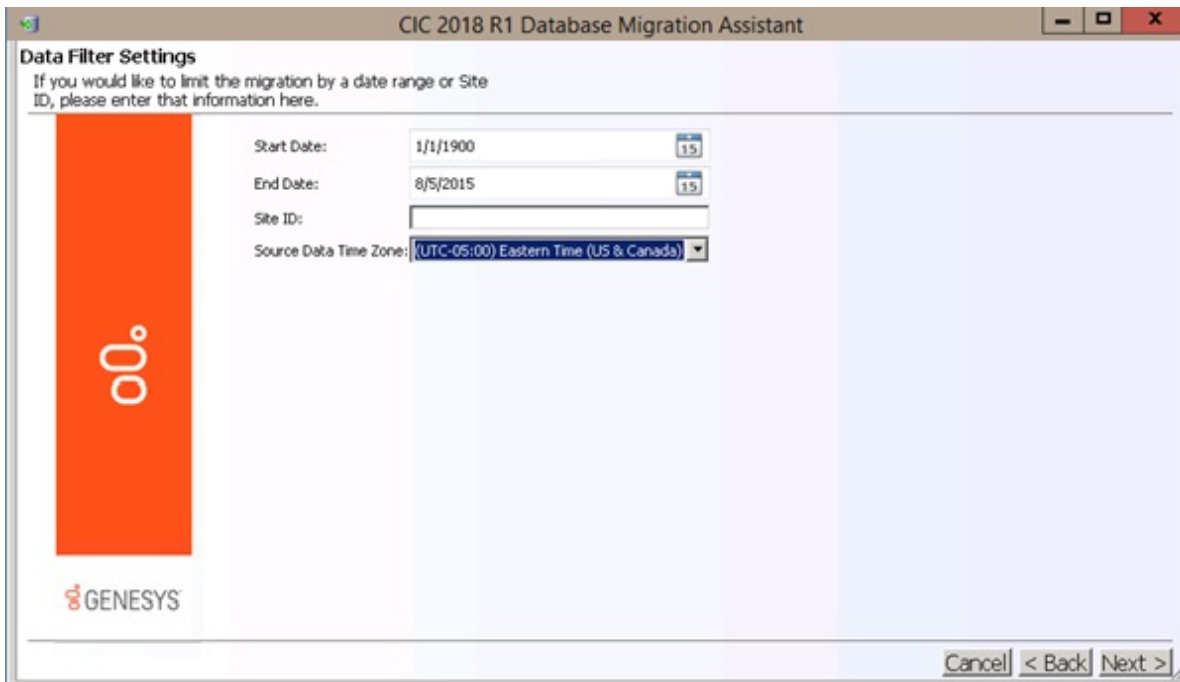 CIC 2018 R1 Database Migration Assistant
Data Filter Settings
If you would like to limit the migration by a date range or Site
ID, please enter that information here.
Start Date: 1/1/1900 15
End Date: 8/5/2015 15
Site ID:
Source Data Time Zone: (UTC-05:00) Eastern Time (US & Canada)
GENESYS
Cancel < Back Next >